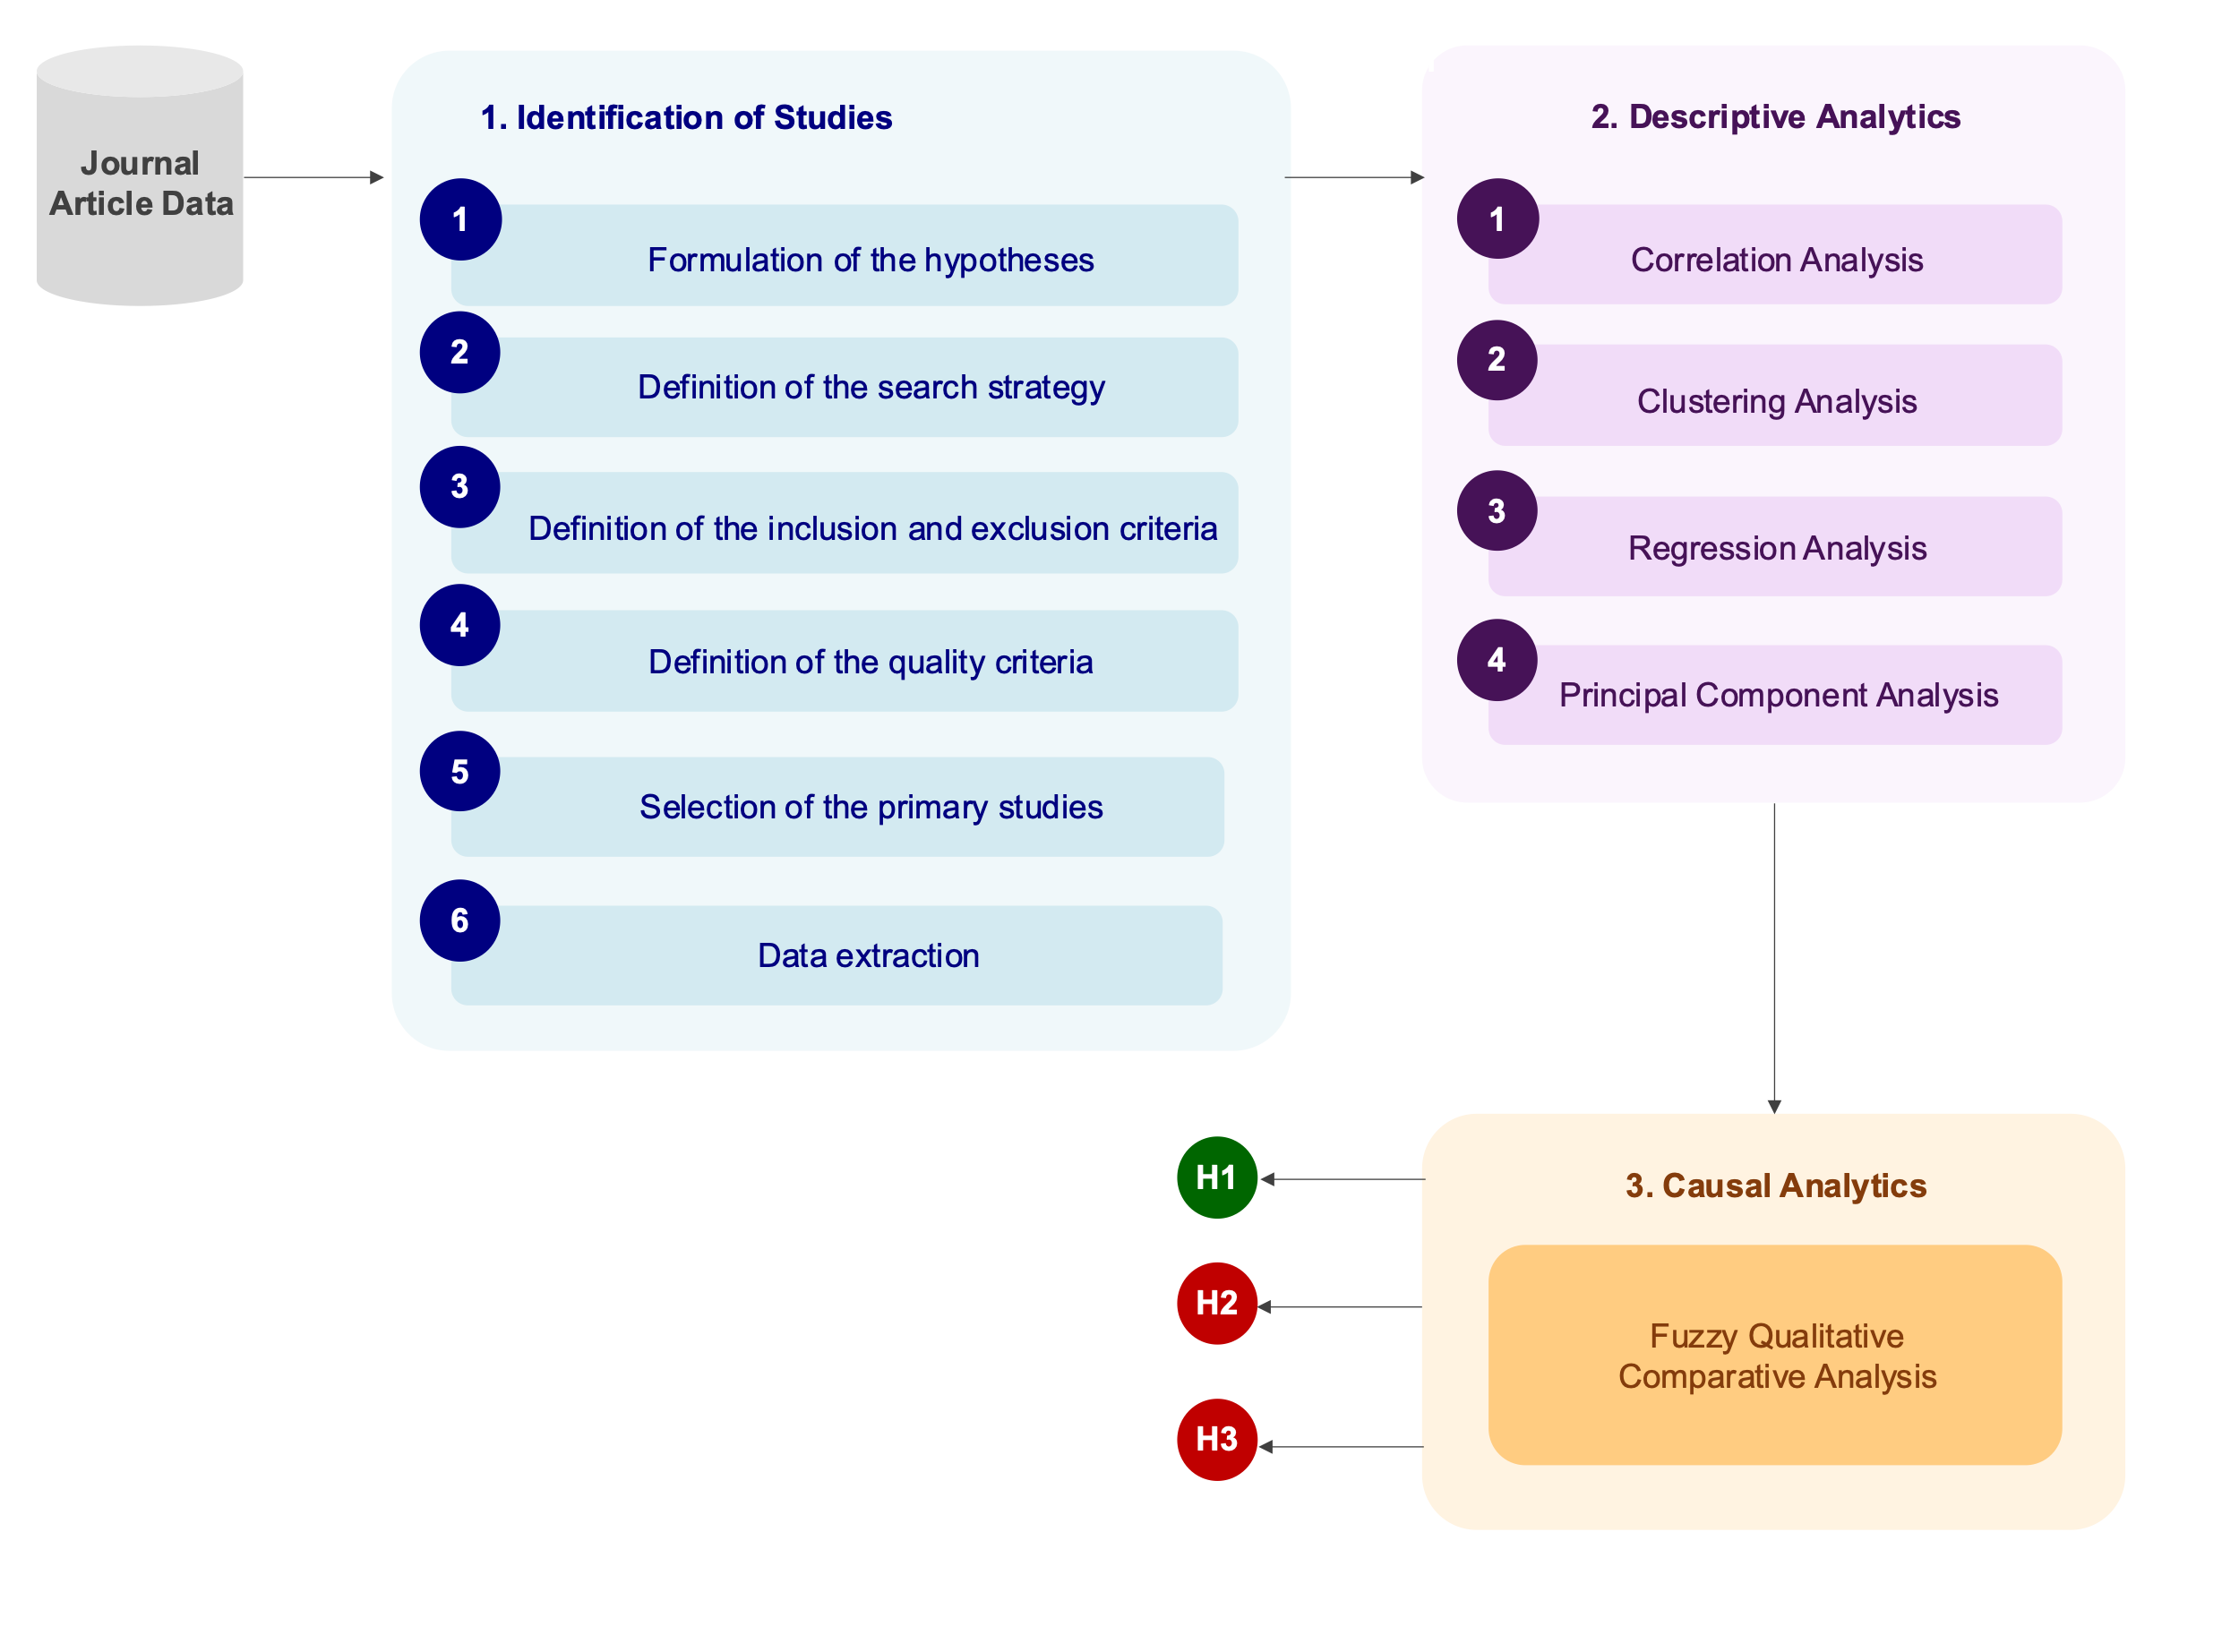 Journal
Article Data
1. Identification of Studies
1
Formulation of the hypotheses
2
Definition of the search strategy
3
Definition of the inclusion and exclusion criteria
4
Definition of the quality criteria
5
Selection of the primary studies
6
Data extraction
2. Descriptive Analytics
1
Correlation Analysis
2
Clustering Analysis
3
Regression Analysis
4
Principal Component Analysis
3. Causal Analytics
Fuzzy Qualitative
Comparative Analysis
H1
H2
H3